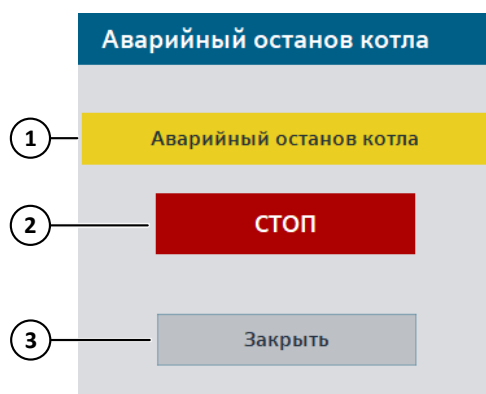 Аварийный останов котла
1
Аварийный останов котла
2
СТОП
3
Закрыть